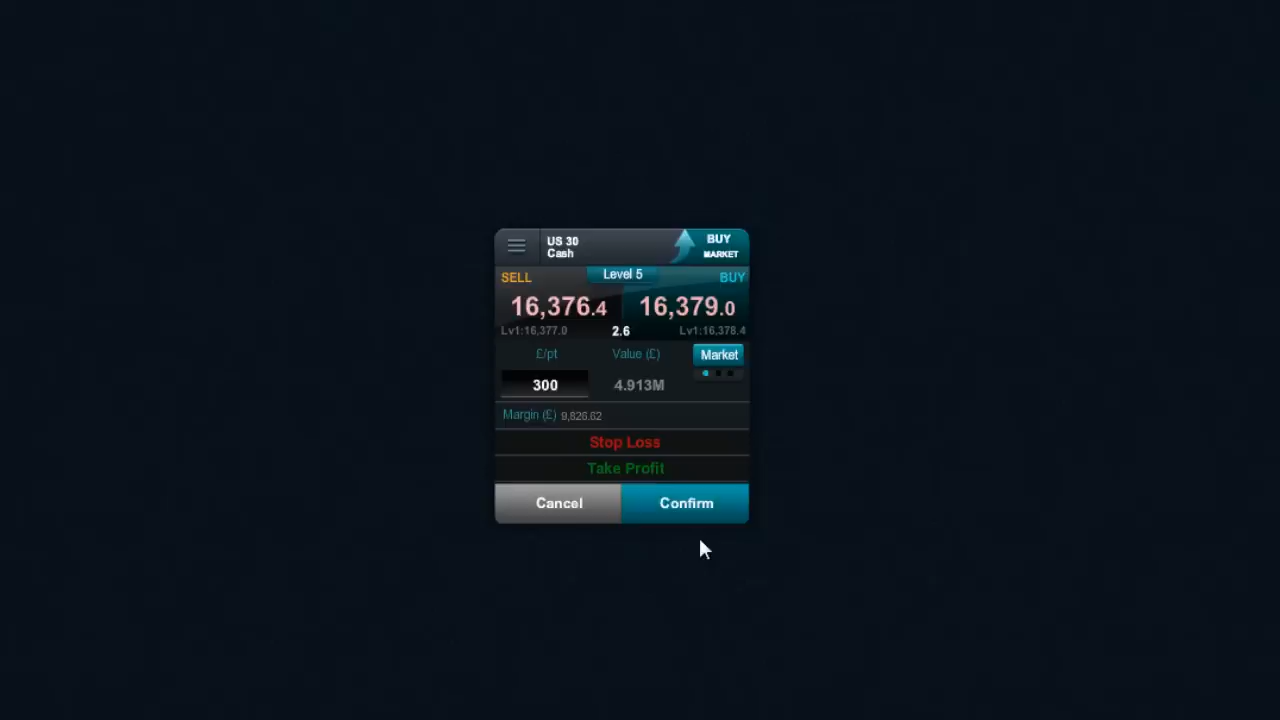 US 30
Cash
BUY
MARKET
SELL
Level 5
BUY
16,376.4
16,379.0
Lv1:16,377.0
2.6
Lv1:16,378.4
£/pt
Value (£)
Market
300
4.913M
Margin (£) 9,826.62
Stop Loss
Take Profit
Cancel
Confirm